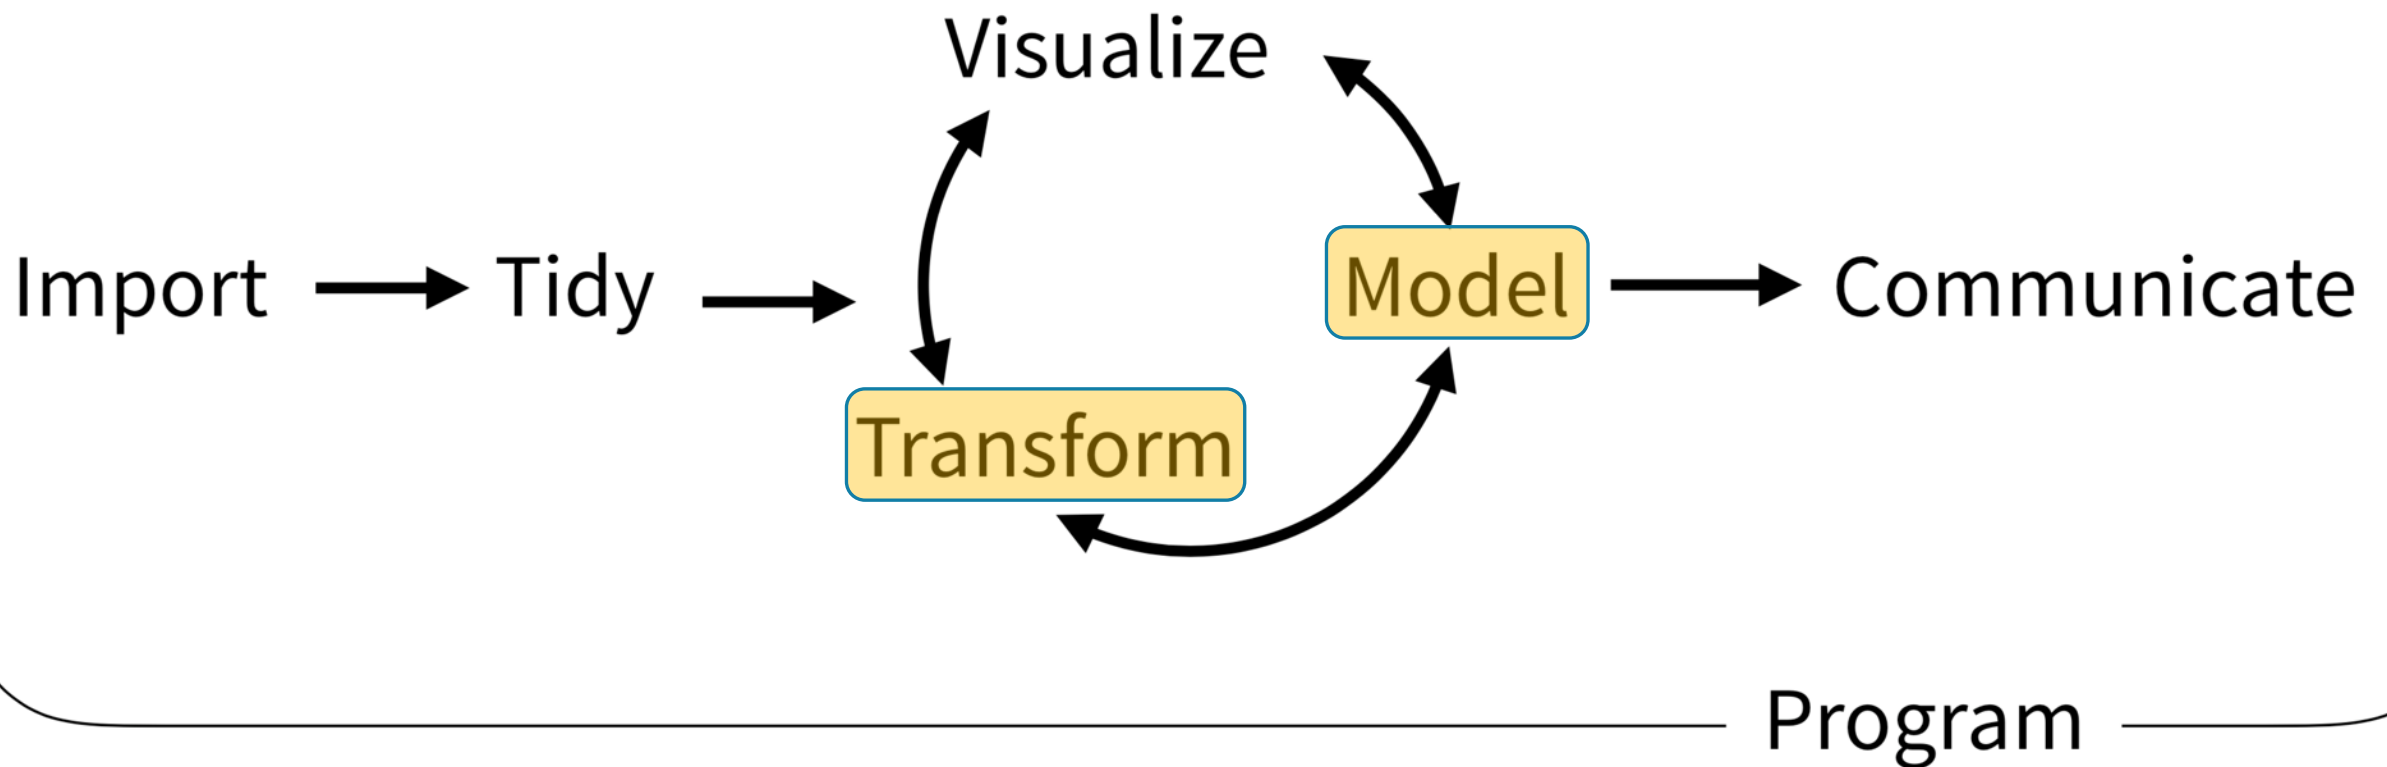 Visualize
Import
Tidy
Model
Communicate
Transform
Program